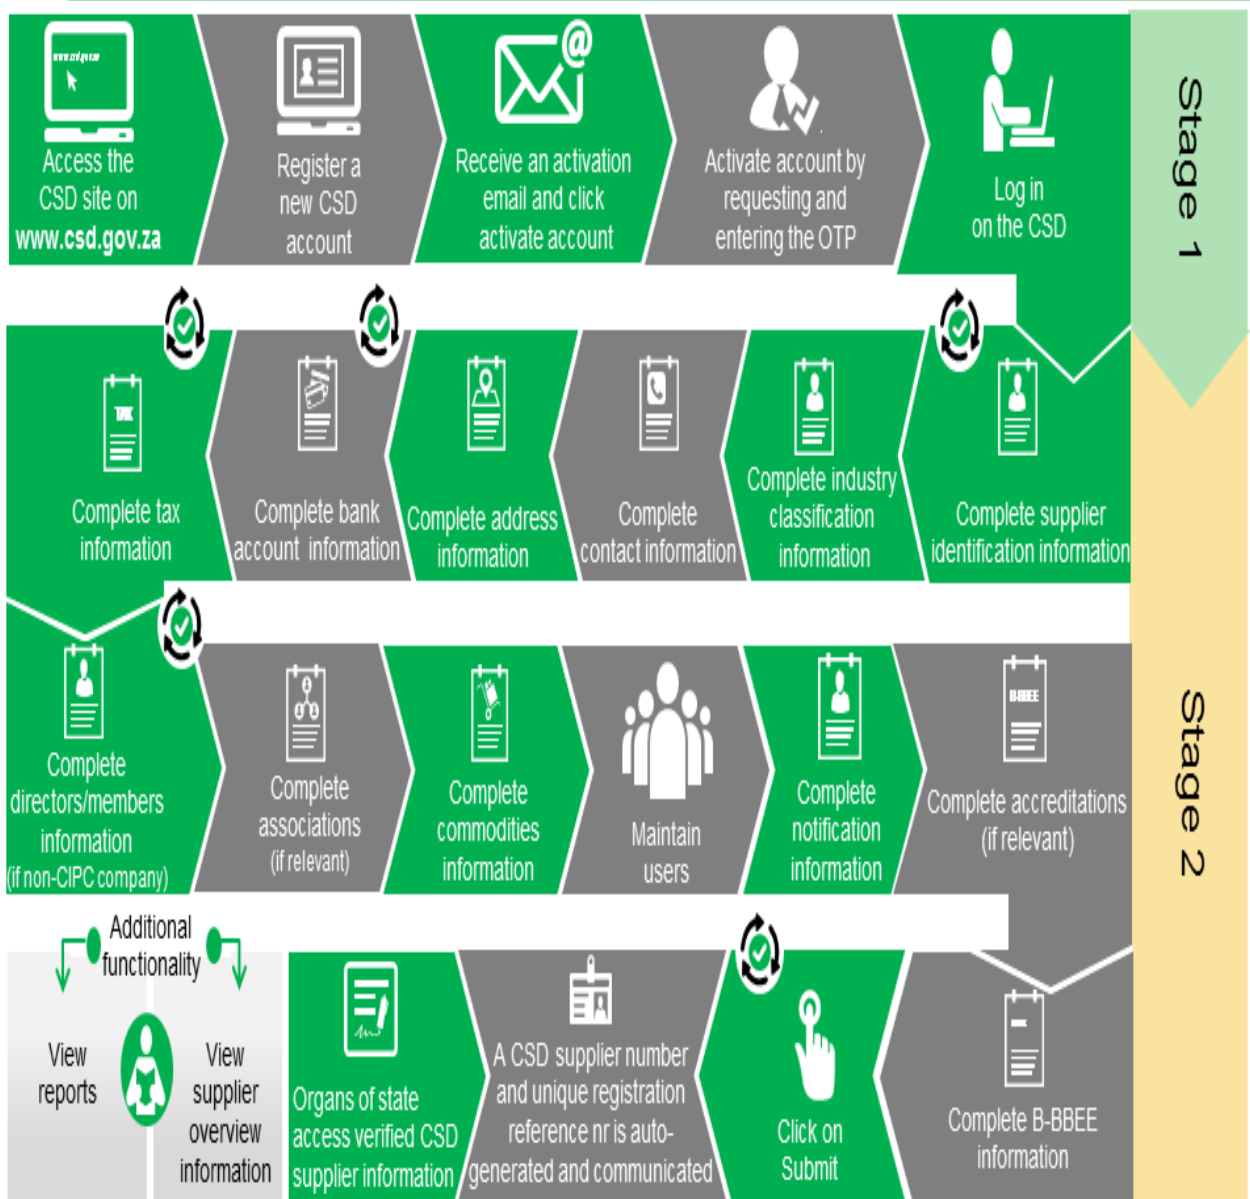 www.csd.gov.za
Access the
CSD site on
www.csd.gov.za
Register a
new CSD
account
@
Receive an activation
email and click
activate account
Activate account by
requesting and
entering the OTP
Log in
on the CSD
Stage 1
Complete supplier
identification information
Complete industry
classification
information
Complete
contact information
Complete address
information
Complete bank
account information
TAX
Complete tax
information
Complete
directors/members
information
(if non-CIPC company)
Complete
associations
(if relevant)
Complete
commodities
information
Maintain
users
Complete
notification
information
B-BBEE
Complete accreditations
(if relevant)
Stage 2
Complete B-BBEE
information
Click on
Submit
A CSD supplier number
and unique registration
reference nr is auto-
generated and communicated
Organs of state
access verified CSD
supplier information
Additional
functionality
View
reports
View
supplier
overview
information